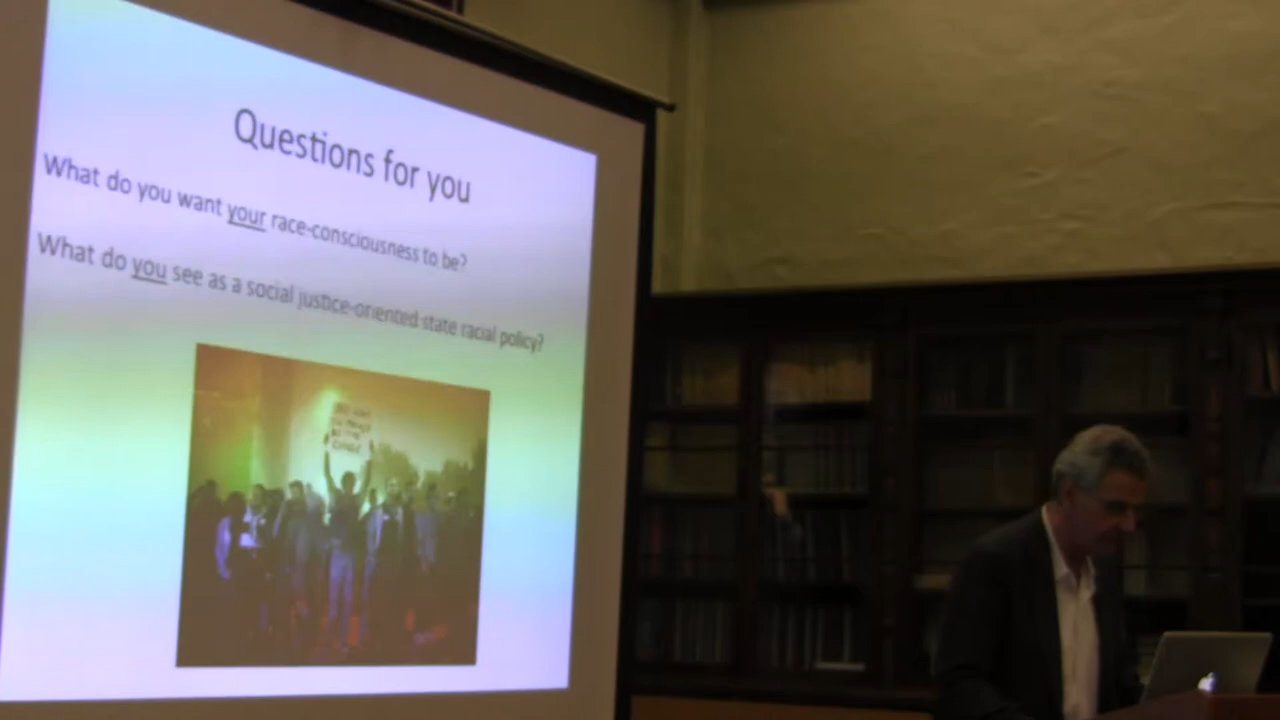 Questions for you
What do you want your race-consciousness to be?
What do you see as a social justice-oriented state racial policy?